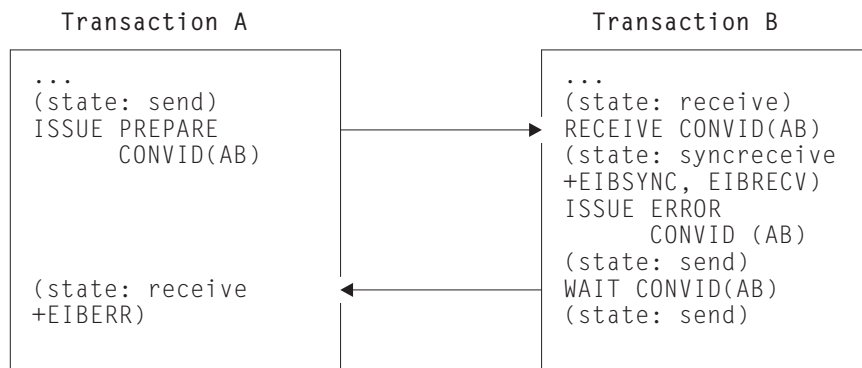 Transaction A
...
(state: send)
ISSUE PREPARE
CONVID(AB)
(state: receive
+EIBERR)
Transaction B
...
(state: receive)
RECEIVE CONVID(AB)
(state: syncreceive
+EIBSYNC, EIBRECV)
ISSUE ERROR
CONVID (AB)
(state: send)
WAIT CONVID(AB)
(state: send)